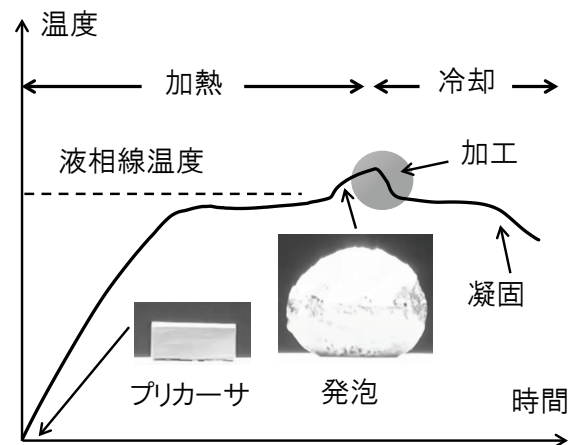 温度
加熱
冷却
液相線温度
加工
凝固
プリカーサ
発泡
時間